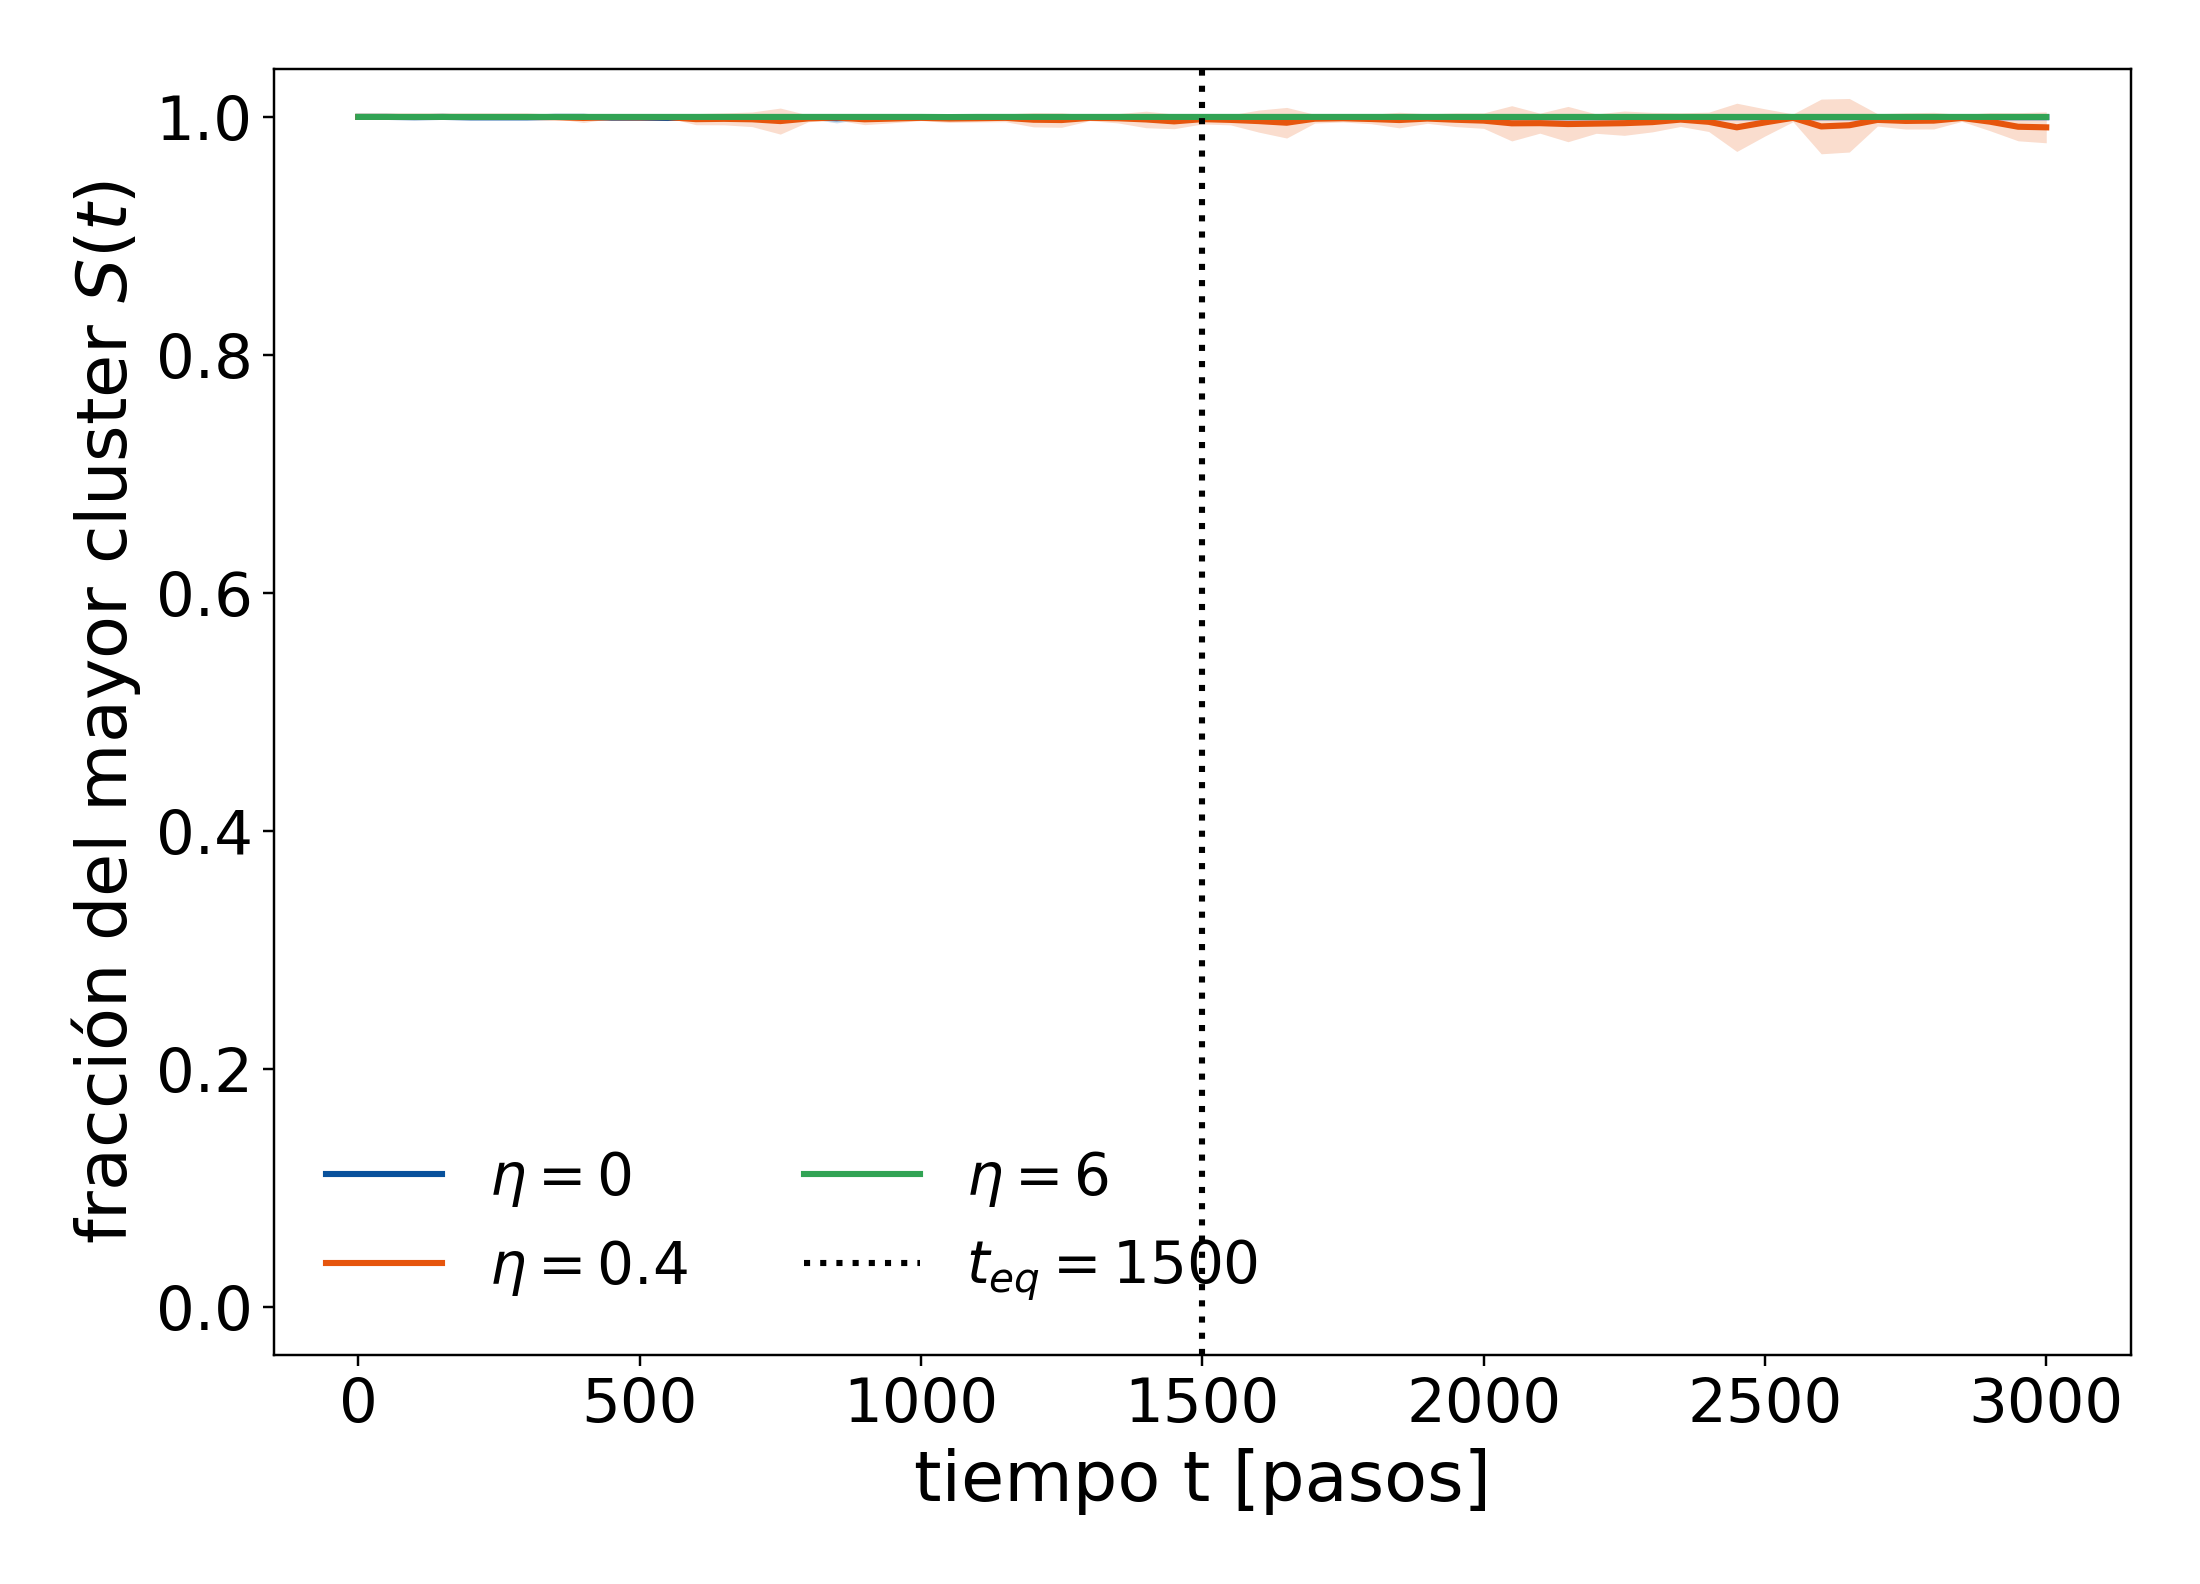 fracción del mayor cluster S(t)
1.0
0.8
0.6
0.4
0.2
0.0
η = 0
η = 0.4
η = 6
t_eq = 1500
0 500 1000 1500 2000 2500 3000
tiempo t [pasos]